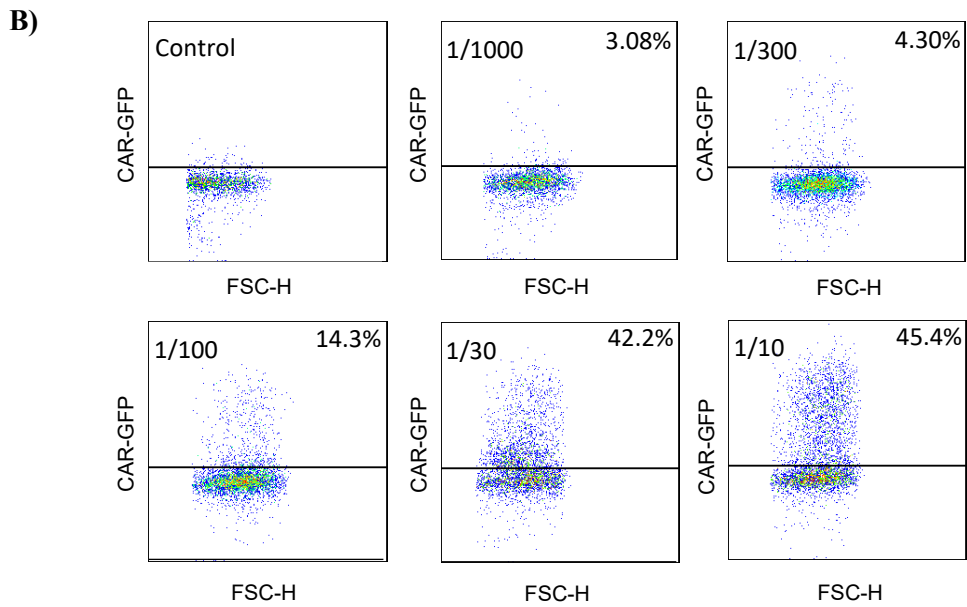 B)
Control
CAR-GFP
FSC-H
1/1000
3.08%
CAR-GFP
FSC-H
1/300
4.30%
CAR-GFP
FSC-H
1/100
14.3%
CAR-GFP
FSC-H
1/30
42.2%
CAR-GFP
FSC-H
1/10
45.4%
CAR-GFP
FSC-H